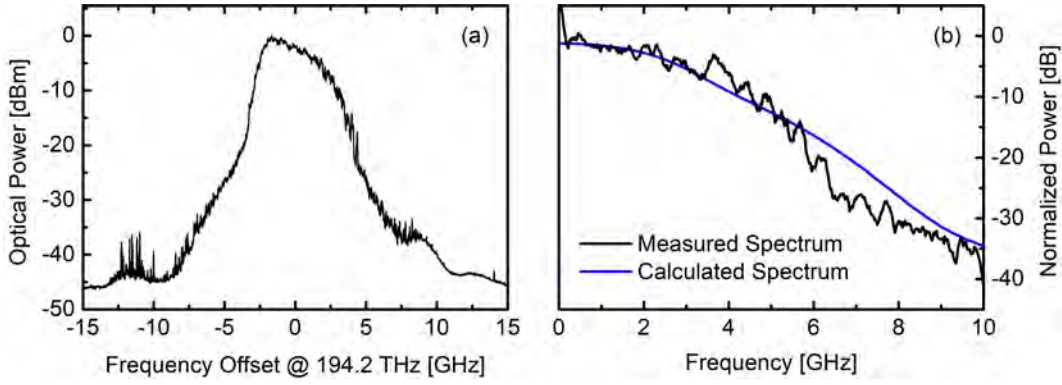 (a)
Optical Power [dBm]
0
-10
-20
-30
-40
-50
-15 -10 -5 0 5 10 15
Frequency Offset @ 194.2 THz [GHz]
(b)
Measured Spectrum
Calculated Spectrum
0
-10
-20
-30
-40
Normalized Power [dB]
0 2 4 6 8 10
Frequency [GHz]